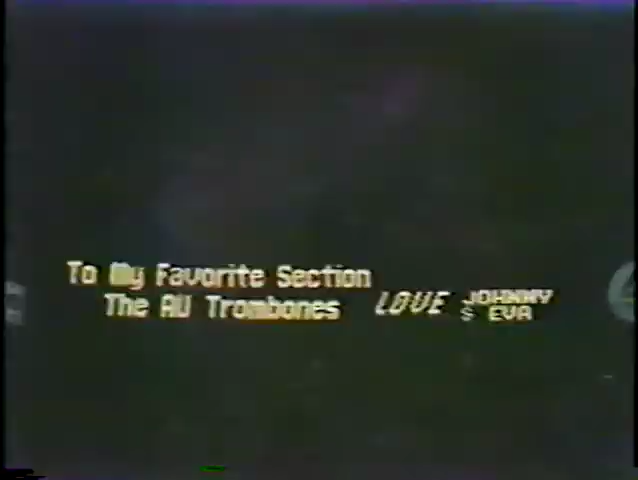 To My Favorite Section
The AU Trombones
LOVE JOHNNY
& EVA